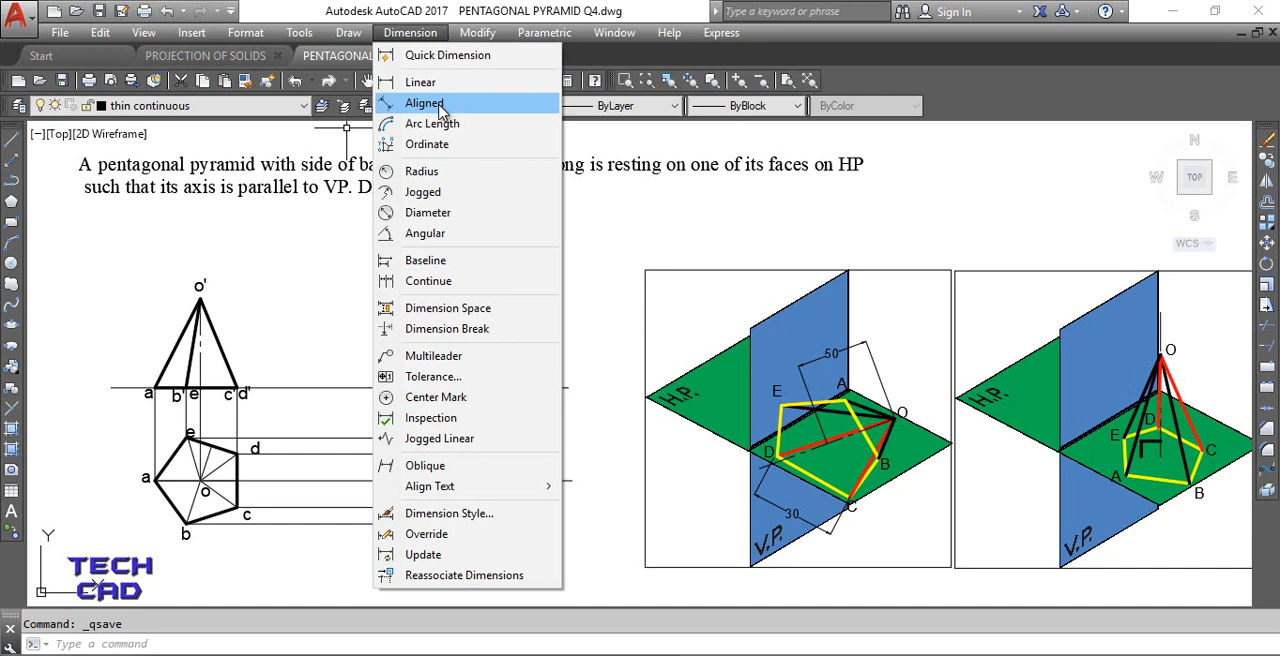 Autodesk AutoCAD 2017 PENTAGONAL PYRAMID Q4.dwg
Type a keyword or phrase
Sign In
File Edit View Insert Format Tools Draw Dimension Modify Parametric Window Help Express
Start
PROJECTION OF SOLIDS
PENTAGONAL
thin continuous
ByLayer
ByBlock
ByColor
[−][Top][2D Wireframe]
A pentagonal pyramid with side of ba
ong is resting on one of its faces on HP
such that its axis is parallel to VP. D
Quick Dimension
Linear
Aligned
Arc Length
Ordinate
Radius
Jogged
Diameter
Angular
Baseline
Continue
Dimension Space
Dimension Break
Multileader
Tolerance...
Center Mark
Inspection
Jogged Linear
Oblique
Align Text
Dimension Style...
Override
Update
Reassociate Dimensions
N
W
TOP
E
S
WCS
o'
a b' e c' d'
e
d
a
o
c
b
Y
X
TECH
CAD
H.P.
V.P.
50
30
E
A
O
D
B
C
H.P.
V.P.
O
D
E
C
A
B
Command: _qsave
Type a command